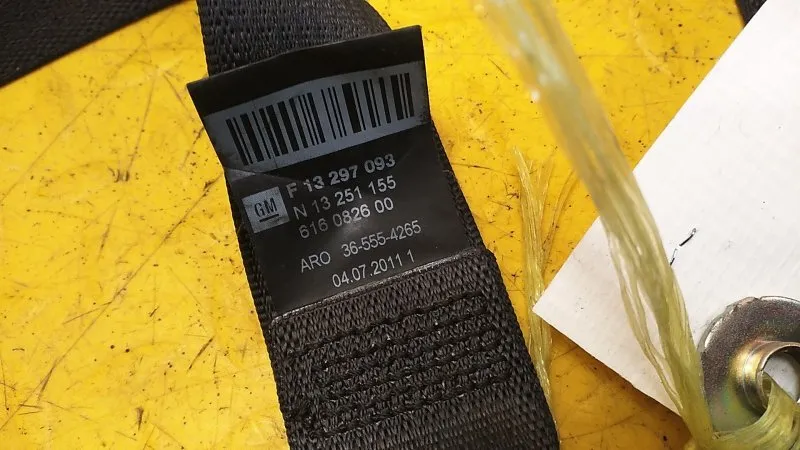 GM
F 13 297 093
N 13 251 155
616 0826 00
ARO 36-555-4265
04.07.2011 1